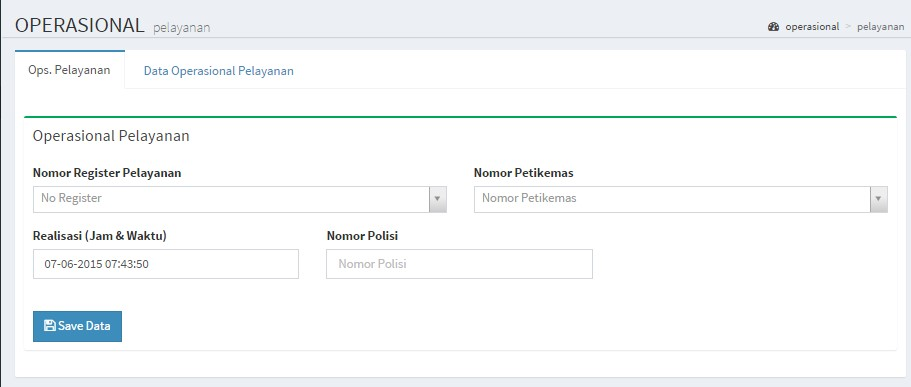 OPERASIONAL pelayanan
operasional > pelayanan
Ops. Pelayanan
Data Operasional Pelayanan
Operasional Pelayanan
Nomor Register Pelayanan
Nomor Petikemas
No Register
Nomor Petikemas
Realisasi (Jam & Waktu)
Nomor Polisi
07-06-2015 07:43:50
Nomor Polisi
Save Data